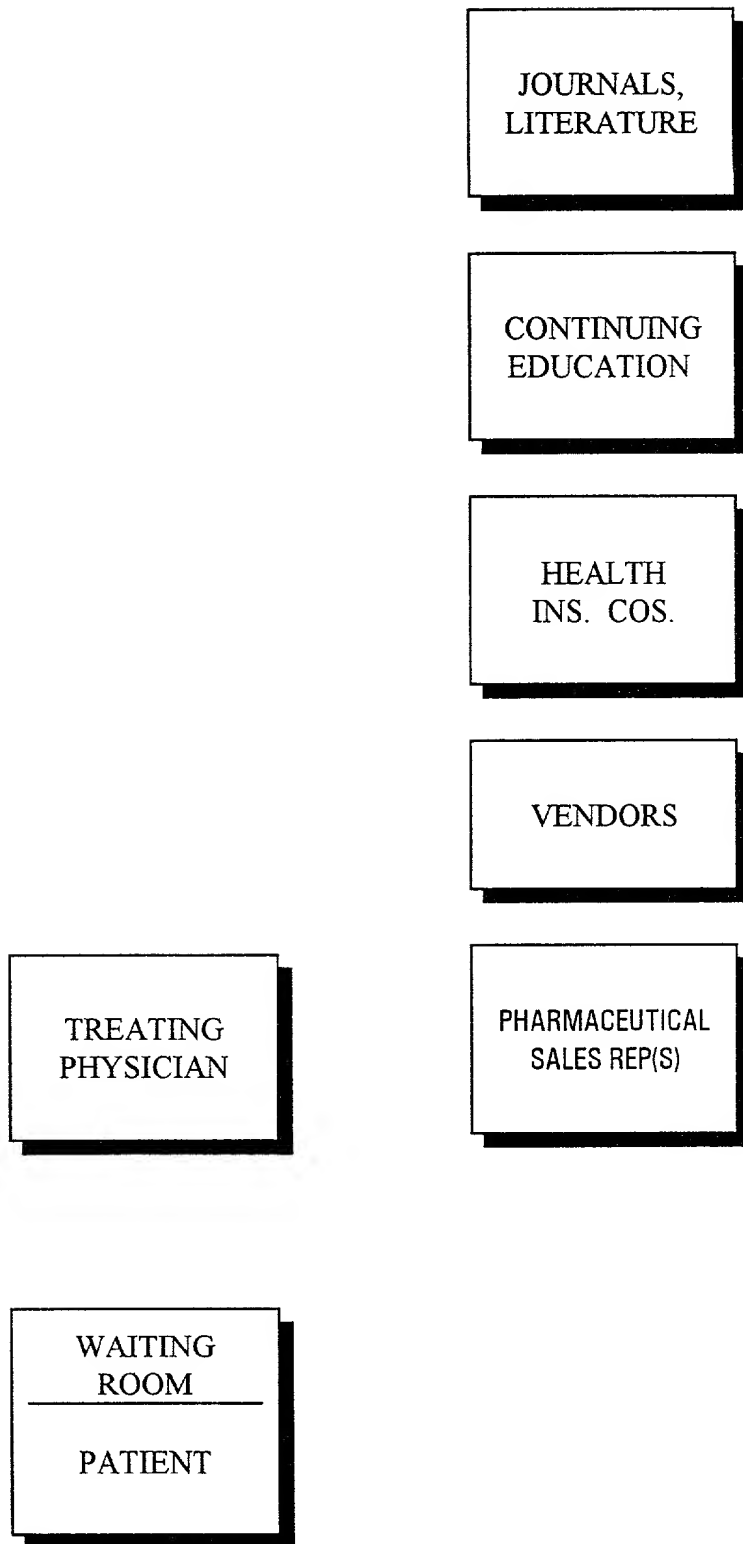 JOURNALS,
LITERATURE
CONTINUING
EDUCATION
HEALTH
INS. COS.
VENDORS
TREATING
PHYSICIAN
PHARMACEUTICAL
SALES REP(S)
WAITING
ROOM
PATIENT